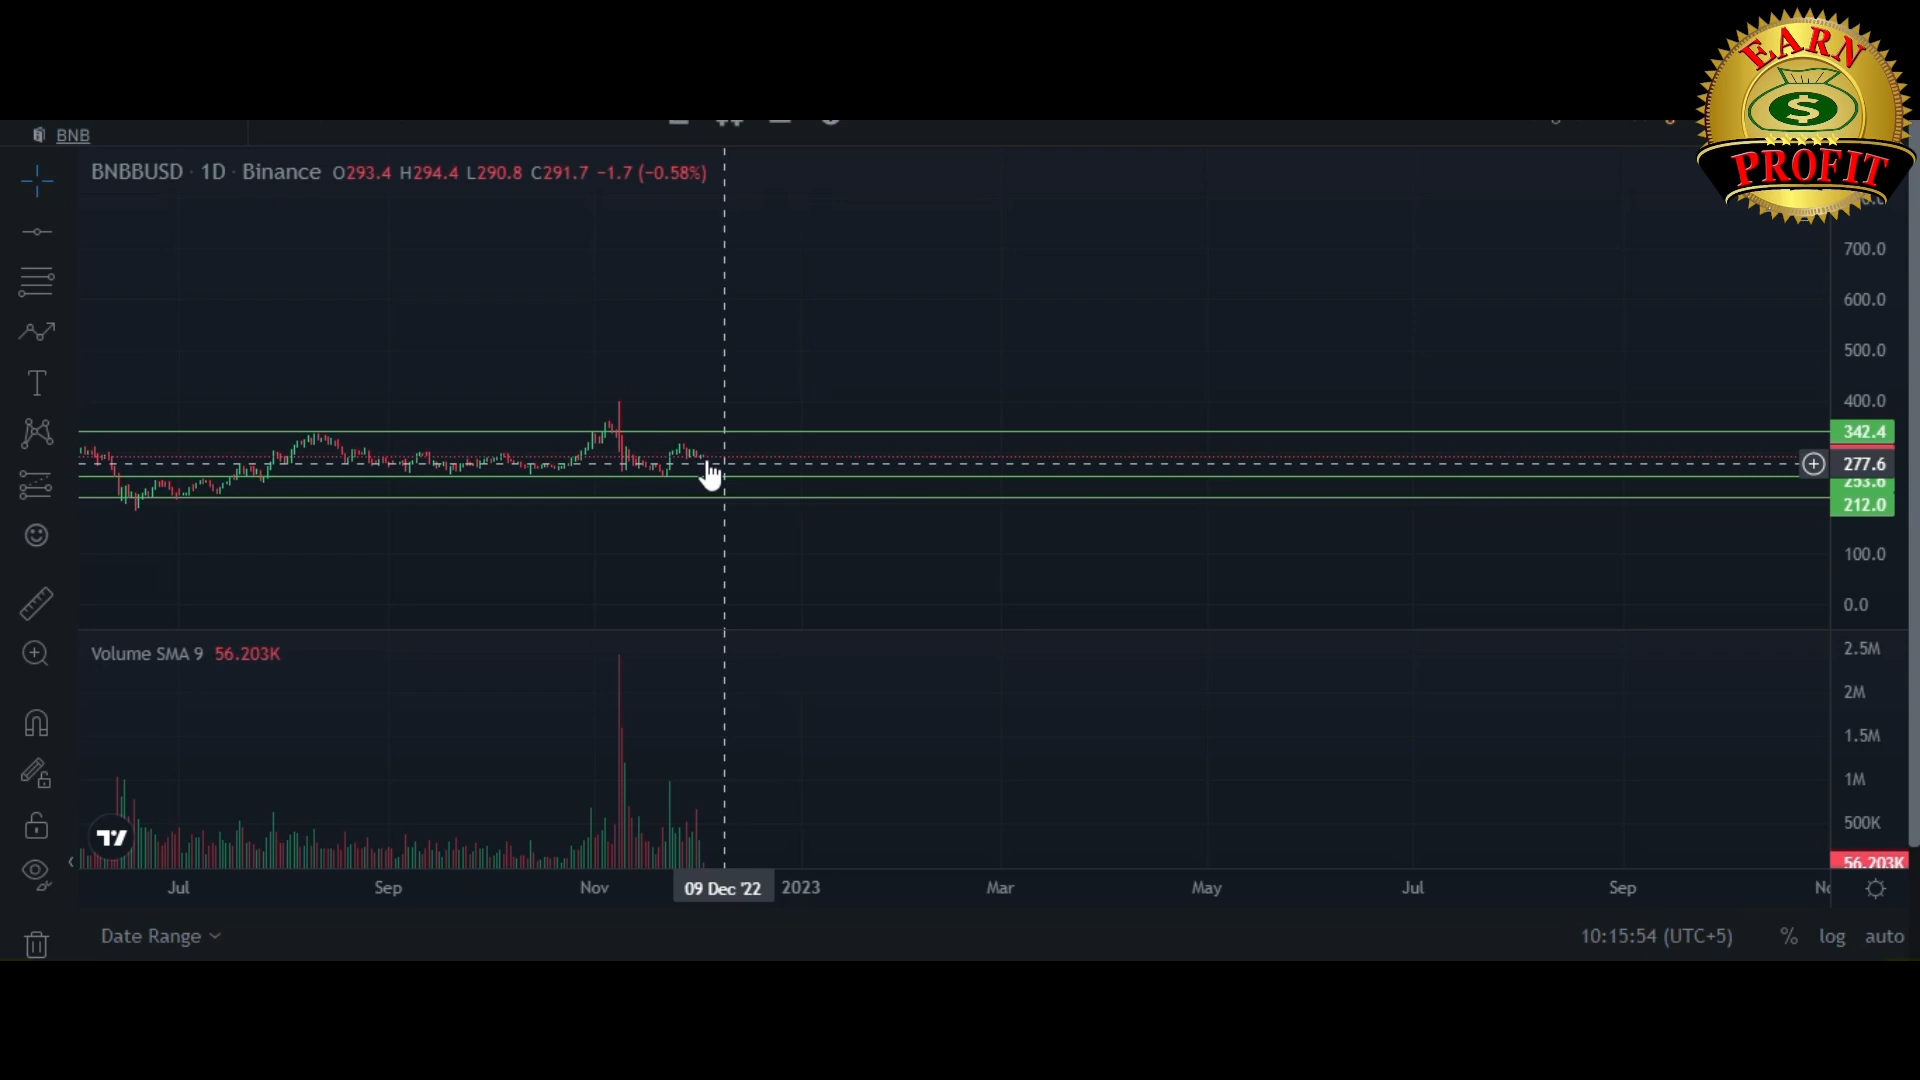 EARN
PROFIT
BNB
BNBBUSD · 1D · Binance O293.4 H294.4 L290.8 C291.7 −1.7 (−0.58%)
700.0
600.0
500.0
400.0
342.4
277.6
253.6
212.0
100.0
0.0
Volume SMA 9 56.203K
2.5M
2M
1.5M
1M
500K
56.203K
Jul Sep Nov 09 Dec '22 2023 Mar May Jul Sep
Date Range 10:15:54 (UTC+5) % log auto